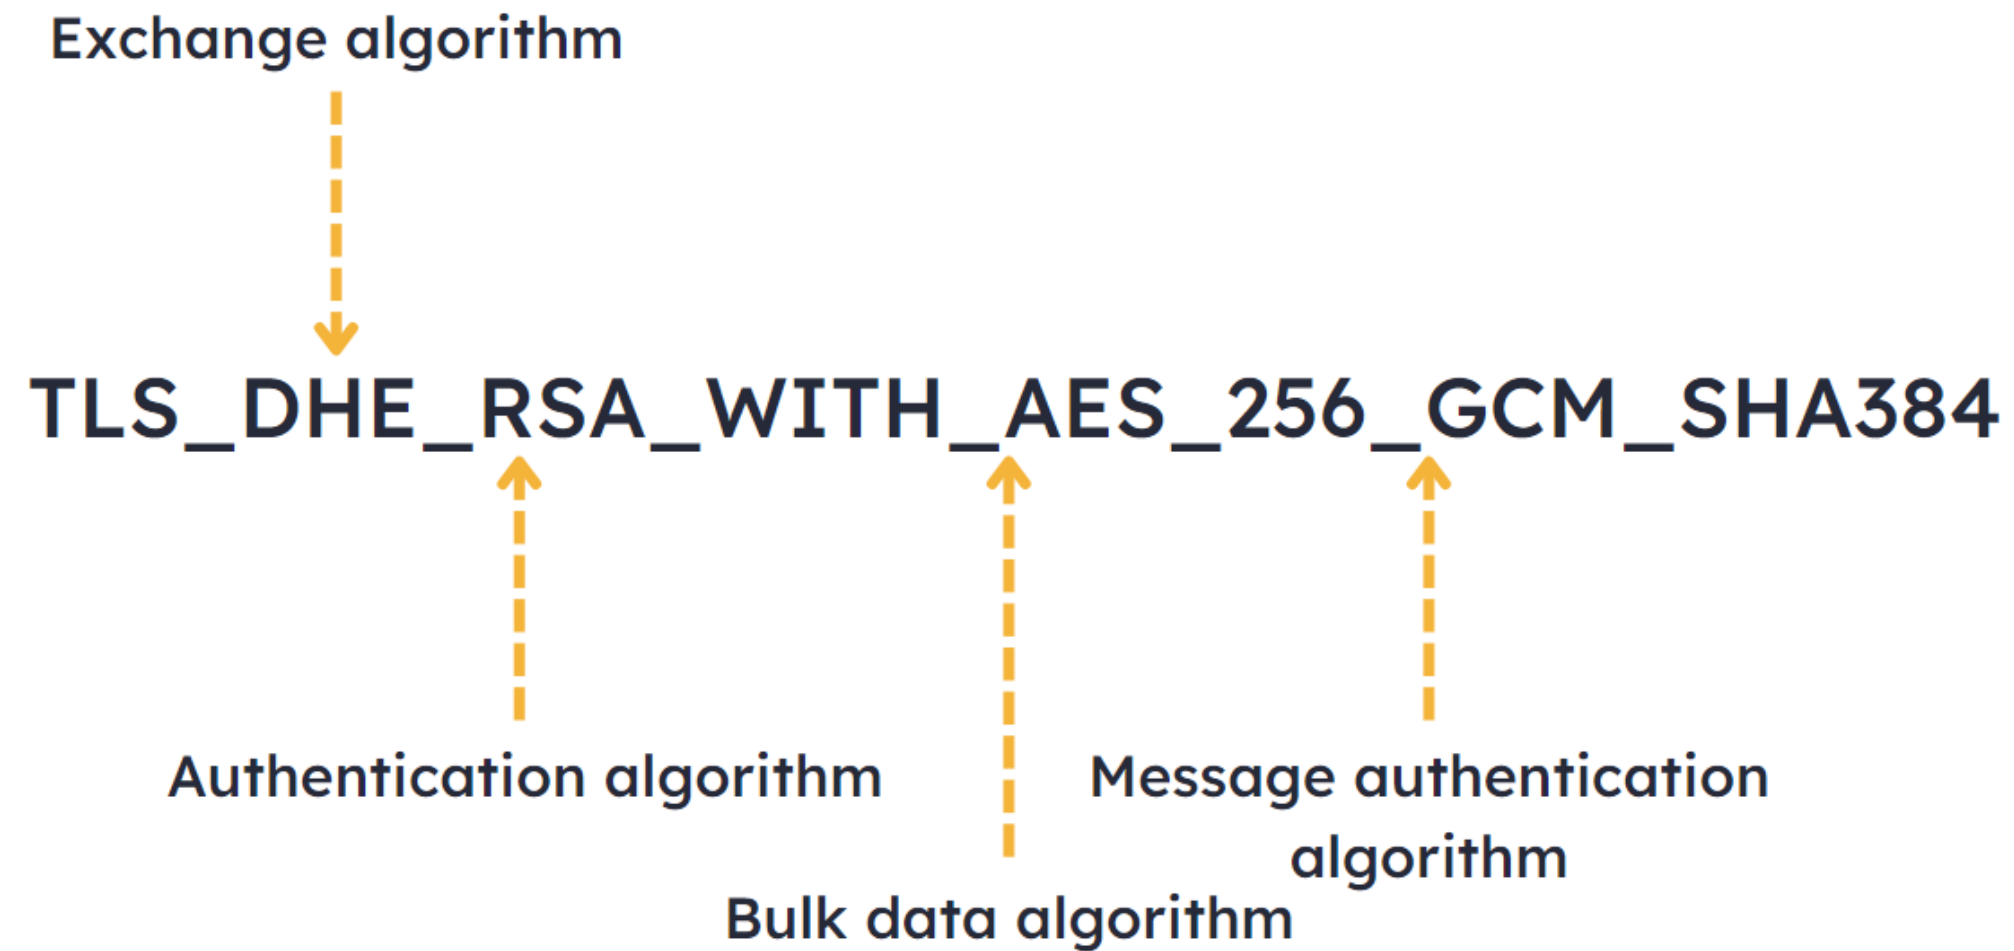 Exchange algorithm
TLS_DHE_RSA_WITH_AES_256_GCM_SHA384
Authentication algorithm
Message authentication
algorithm
Bulk data algorithm